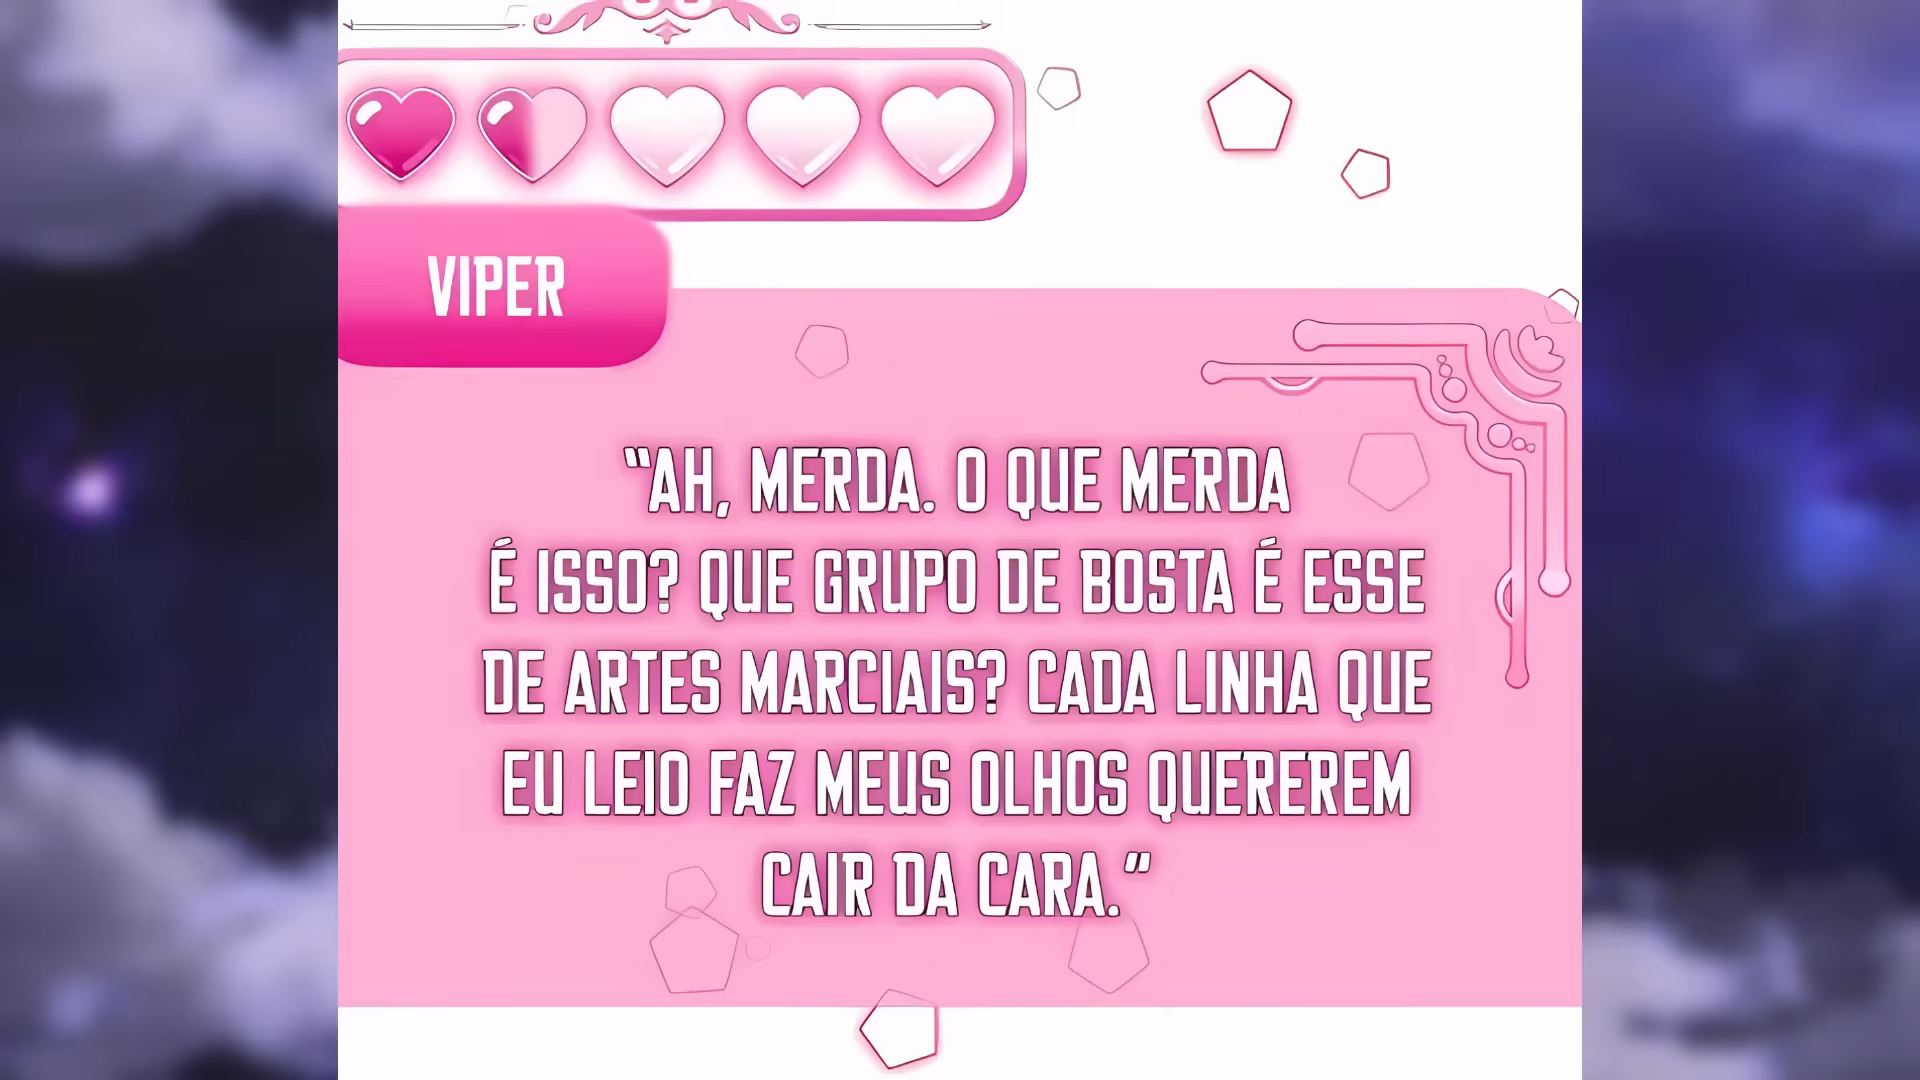 VIPER
“AH, MERDA. O QUE MERDA
É ISSO? QUE GRUPO DE BOSTA É ESSE
DE ARTES MARCIAIS? CADA LINHA QUE
EU LEIO FAZ MEUS OLHOS QUEREREM
CAIR DA CARA.”